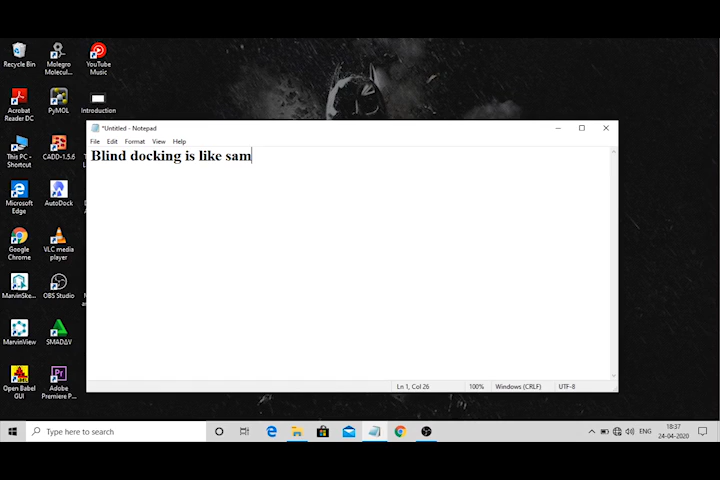 Recycle Bin
Molegro
Molecul...
YouTube
Music
Acrobat
Reader DC
PyMOL
Introduction
*Untitled - Notepad
File Edit Format View Help
Blind docking is like sam
This PC -
Shortcut
CADD-1.5.6
Microsoft
Edge
AutoDock
Google
Chrome
VLC media
player
MarvinSke...
OBS Studio
MarvinView
SMADΔV
Open Babel
GUI
Adobe
Premiere P...
Ln 1, Col 26
100%
Windows (CRLF)
UTF-8
Type here to search
ENG
18:37
24-04-2020